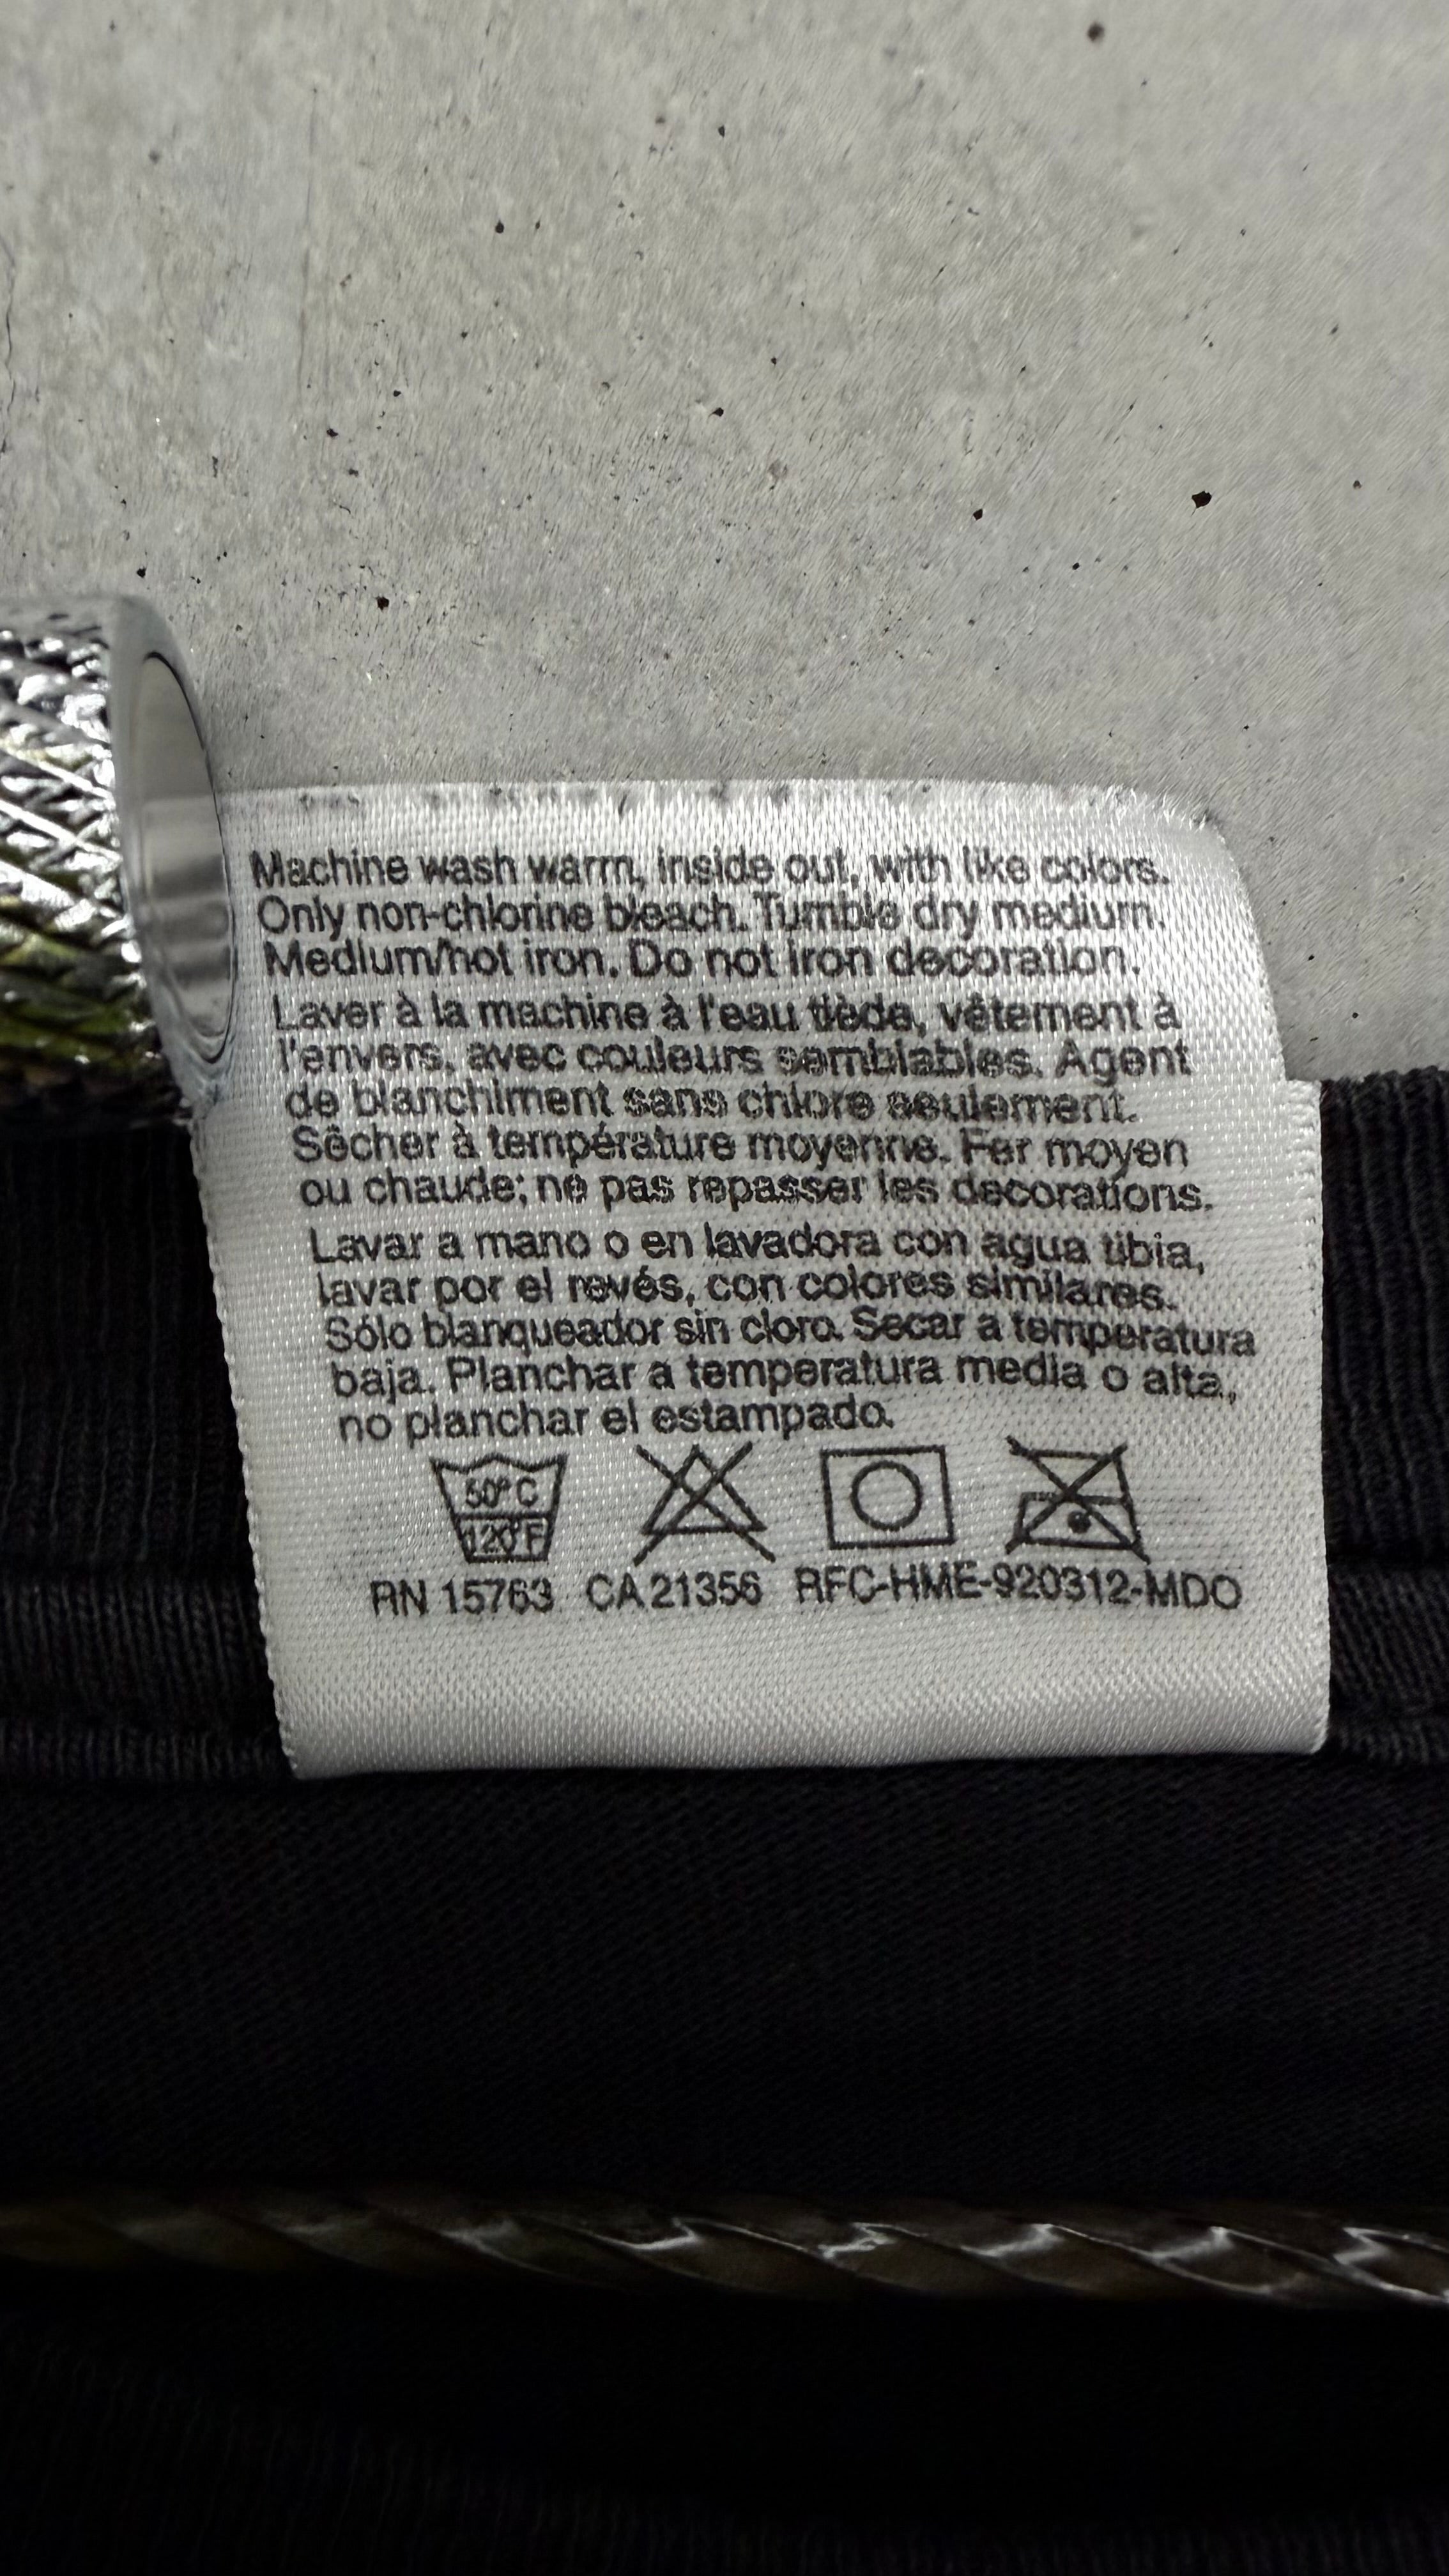 Machine wash warm, inside out, with like colors.
Only non-chlorine bleach. Tumble dry medium.
Medium/hot iron. Do not iron decoration.
Laver à la machine à l'eau tiède, vêtement à
l'envers, avec couleurs semblables. Agent
de blanchiment sans chlore seulement.
Sécher à température moyenne. Fer moyen
ou chaude; ne pas repasser les decorations.
Lavar a mano o en lavadora con agua tibia,
lavar por el revés, con colores similares.
Sólo blanqueador sin cloro. Secar a temperatura
baja. Planchar a temperatura media o alta,
no planchar el estampado.
50°C
120°F
RN 15763 CA 21356 RFC-HME-920312-MDO